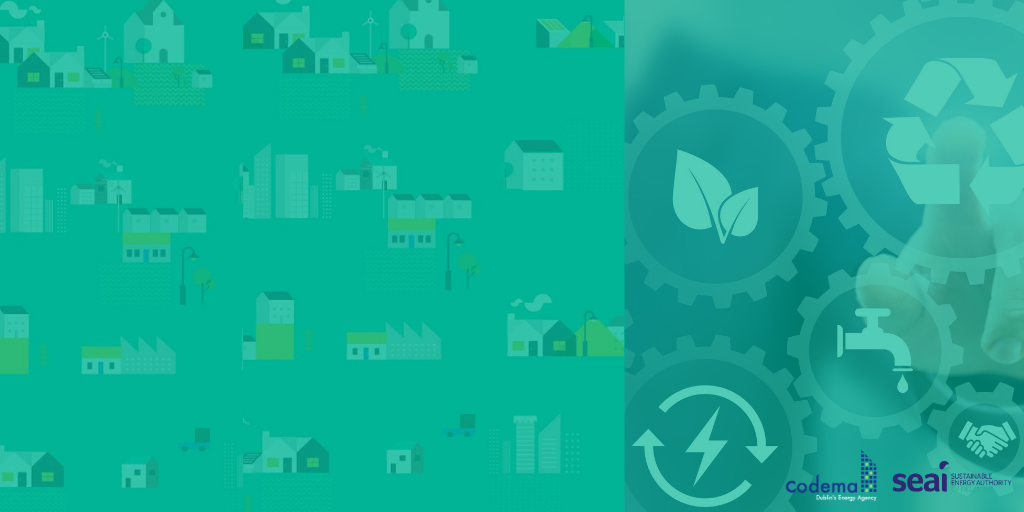 codema
Dublin's Energy Agency
seai
SUSTAINABLE
ENERGY AUTHORITY